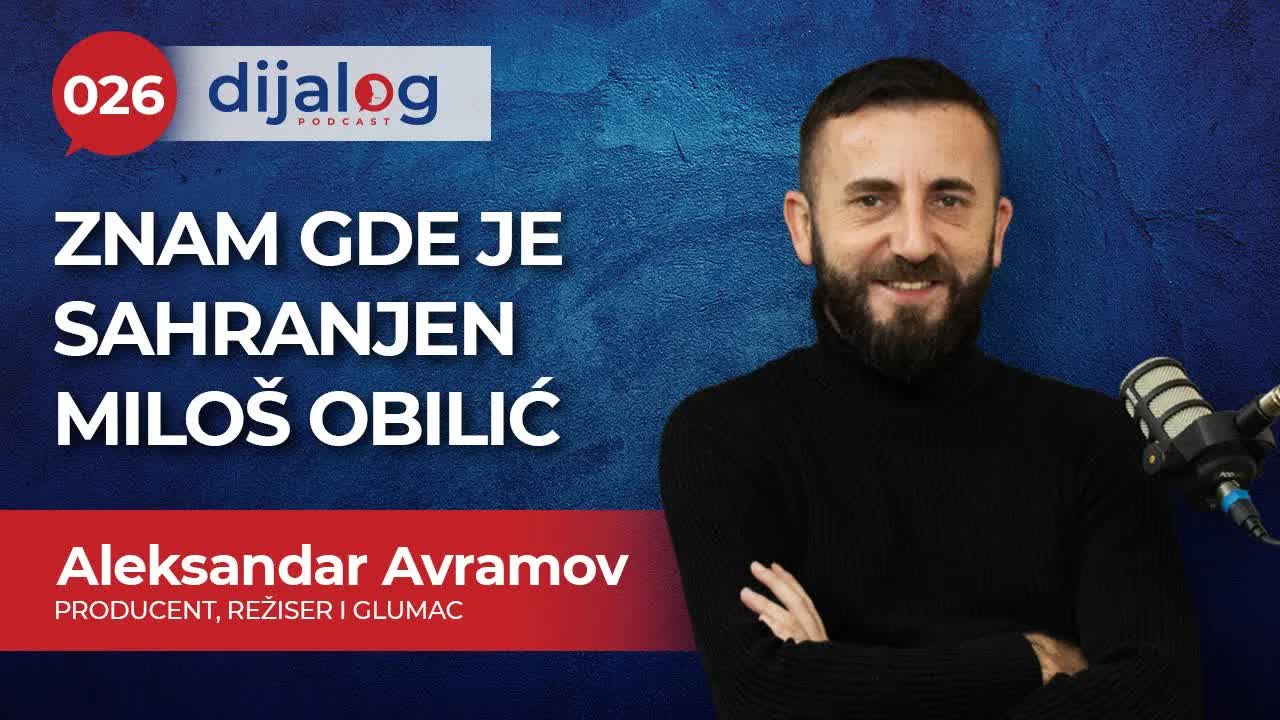 026
dijalog
PODCAST
ZNAM GDE JE
SAHRANJEN
MILOŠ OBILIĆ
Aleksandar Avramov
PRODUCENT, REŽISER I GLUMAC